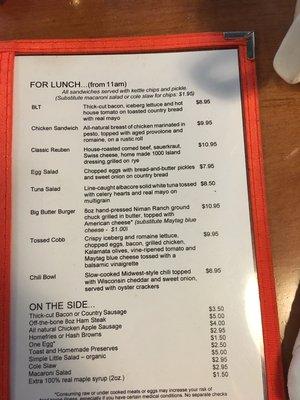 FOR LUNCH...(from 11am)
All sandwiches served with kettle chips and pickle.
(Substitute macaroni salad or cole slaw for chips: $1.95)
BLT Thick-cut bacon, iceberg lettuce and hot $8.95
house tomato on toasted country bread
with real mayo
Chicken Sandwich All-natural breast of chicken marinated in $9.95
pesto, topped with aged provolone and
romaine, on a rustic roll
Classic Reuben House-roasted corned beef, sauerkraut, $10.95
Swiss cheese, home made 1000 Island
dressing,grilled on rye
Egg Salad Chopped eggs with bread-and-butter pickles $7.95
and sweet onion on country bread
Tuna Salad Line-caught albacore solid white tuna tossed $8.50
with celery hearts and real mayo on
multigrain
Big Butter Burger 8oz hand-pressed Niman Ranch ground $10.95
chuck grilled in butter, topped with
American cheese* (substitute Maytag blue
cheese - $1.00)
Tossed Cobb Crispy iceberg and romaine lettuce, $9.95
chopped eggs, bacon, grilled chicken,
Kalamata olives, vine-ripened tomato and
Maytag blue cheese tossed with a
balsamic vinaigrette
Chili Bowl Slow-cooked Midwest-style chili topped $6.95
with Wisconsin cheddar and sweet onion,
served with oyster crackers
ON THE SIDE...
Thick-cut Bacon or Country Sausage $3.50
Off-the-bone 8oz Ham Steak $5.00
All natural Chicken Apple Sausage $4.00
Homefries or Hash Browns $2.95
One Egg* $1.50
Toast and Homemade Preserves $2.50
Simple Little Salad – organic $5.00
Cole Slaw $2.95
Macaroni Salad $2.95
Extra 100% real maple syrup (2oz.) $1.50
*Consuming raw or under cooked meats or eggs may increase your risk of
food borne illness, especially if you have certain medical conditions. No separate checks